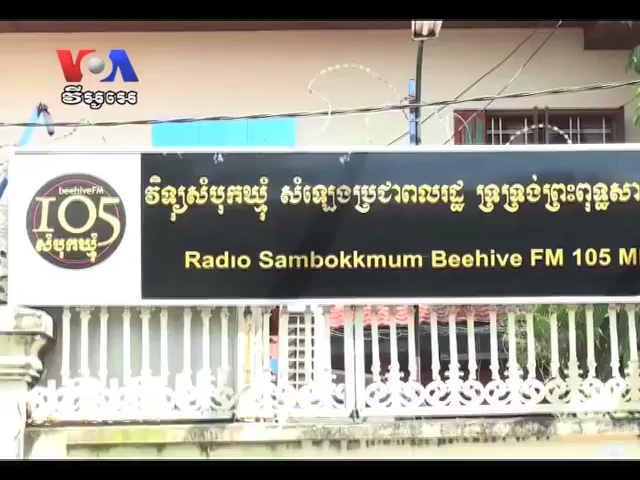 VOA
វីអូអេ
beehiveFM
105
សំបុកឃ្មុំ
វិទ្យុសំបុកឃ្មុំ សំឡេងប្រជាពលរដ្ឋ ទ្រទ្រង់ព្រះពុទ្ធសា
Radio Sambokkmum Beehive FM 105 M